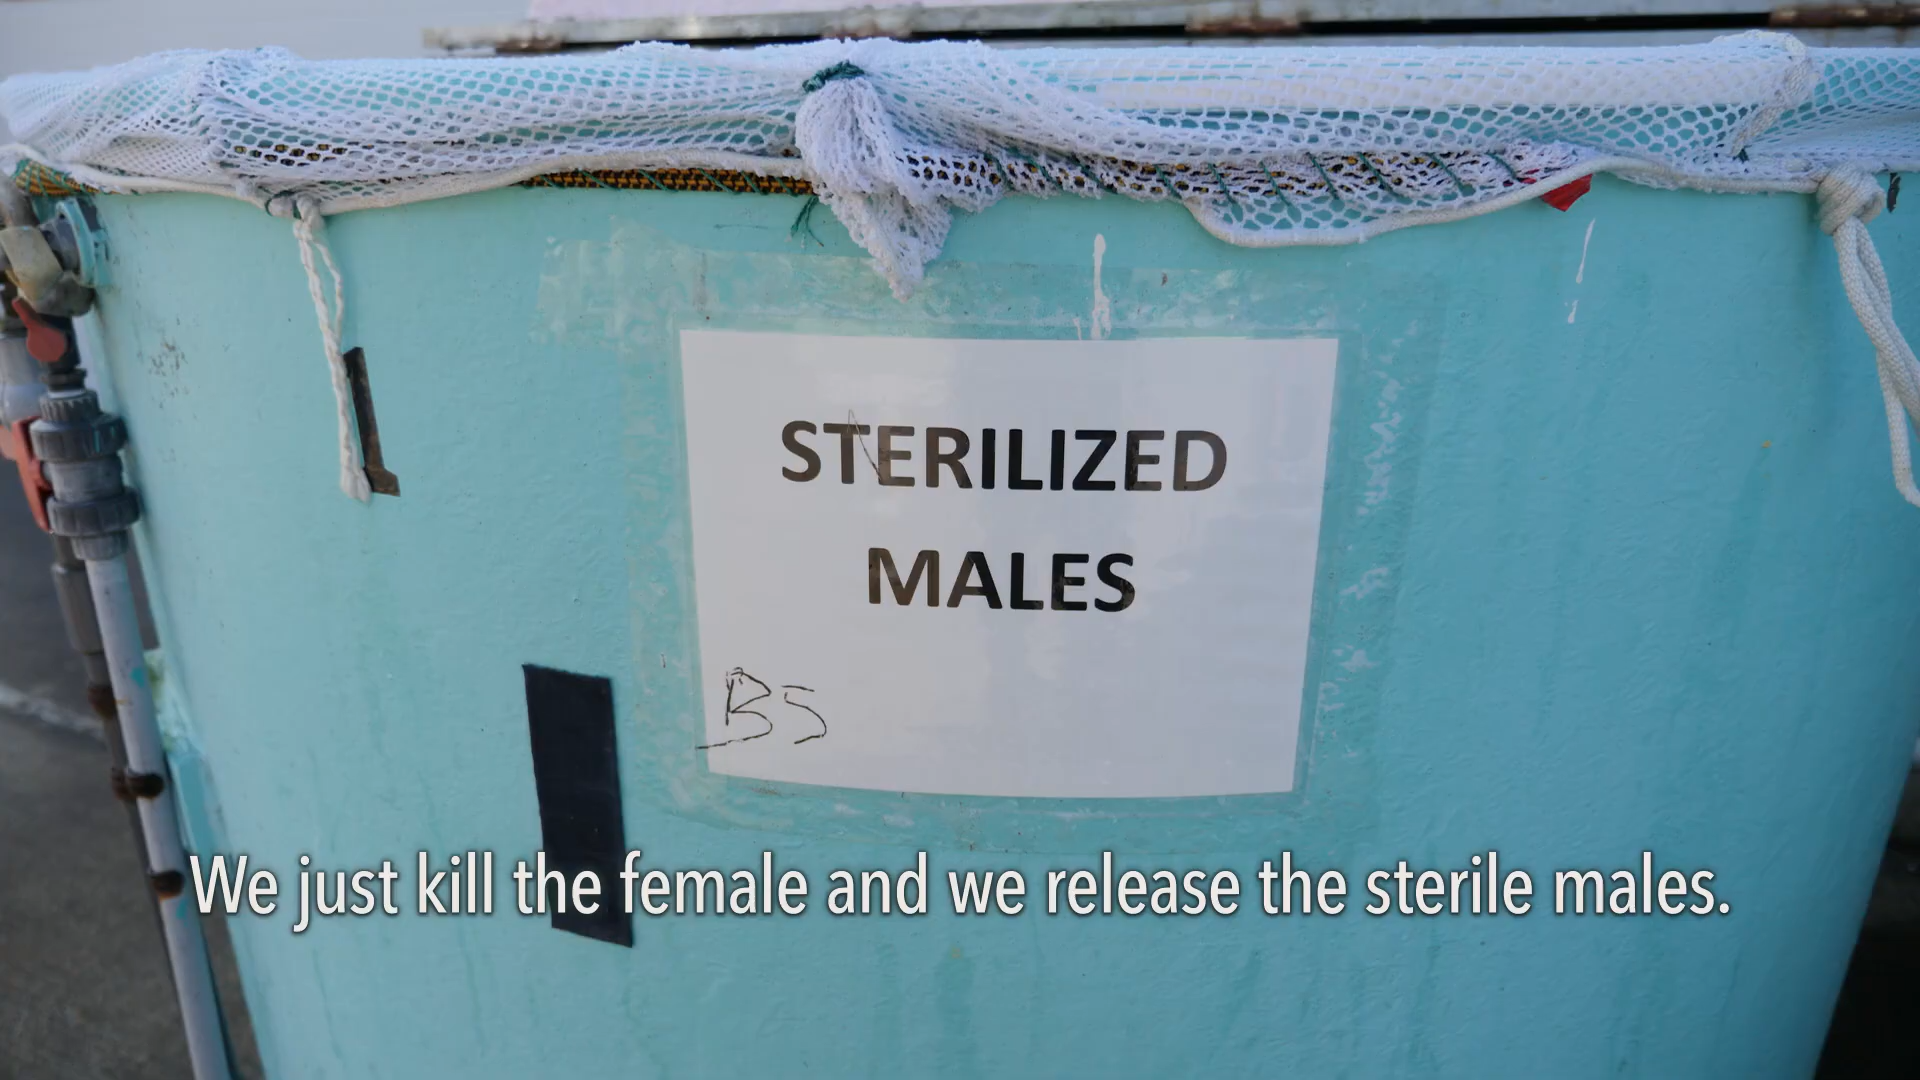 STERILIZED
MALES
B5
We just kill the female and we release the sterile males.